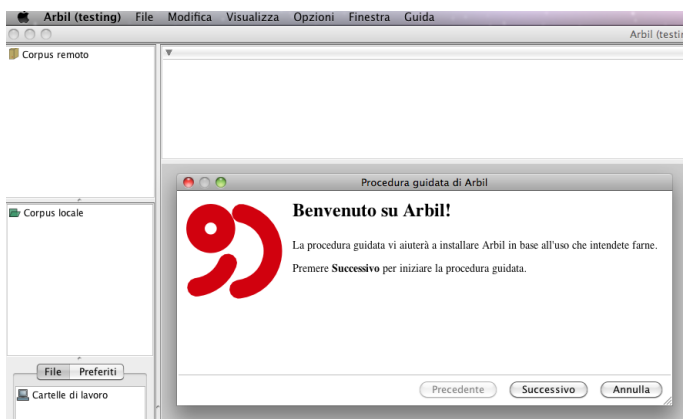 Arbil (testing) File Modifica Visualizza Opzioni Finestra Guida
Arbil (testi
Corpus remoto
Procedura guidata di Arbil
Benvenuto su Arbil!
Corpus locale
La procedura guidata vi aiuterà a installare Arbil in base all'uso che intendete farne.
Premere Successivo per iniziare la procedura guidata.
File Preferiti
Precedente Successivo Annulla
Cartelle di lavoro